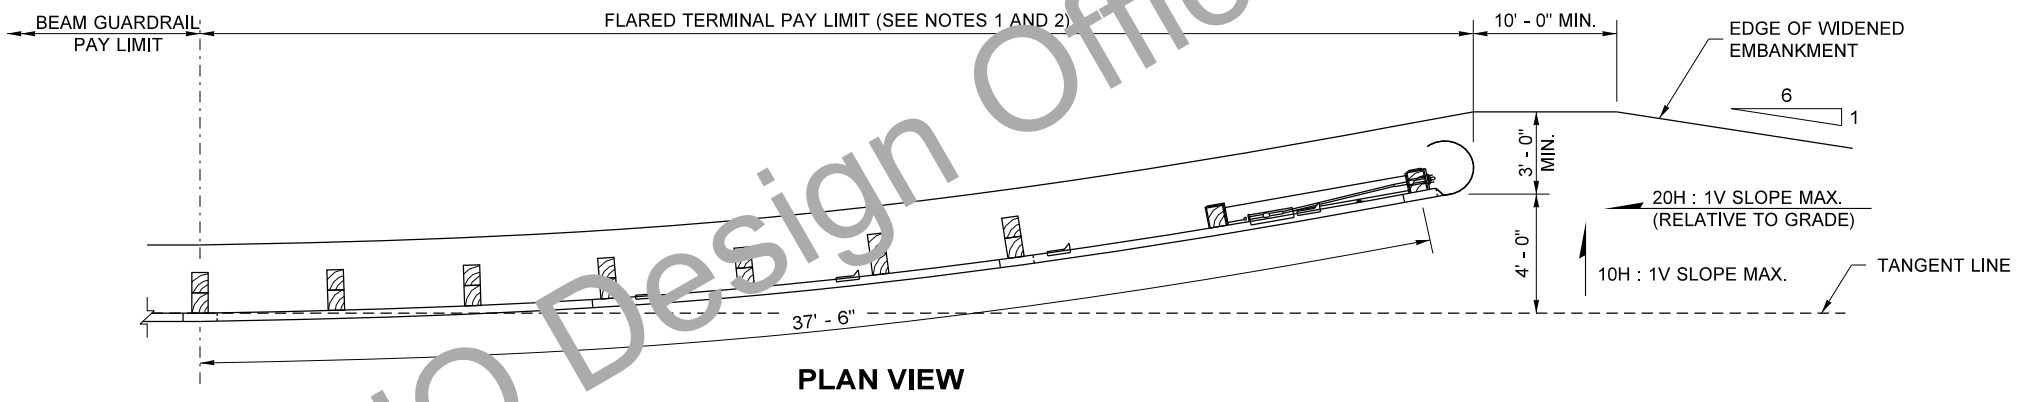 BEAM GUARDRAIL
PAY LIMIT
FLARED TERMINAL PAY LIMIT (SEE NOTES 1 AND 2)
10' - 0" MIN.
EDGE OF WIDENED
EMBANKMENT
6
1
3' - 0"
MIN.
20H : 1V SLOPE MAX.
(RELATIVE TO GRADE)
4' - 0"
10H : 1V SLOPE MAX.
TANGENT LINE
37' - 6"
PLAN VIEW
Design Offic